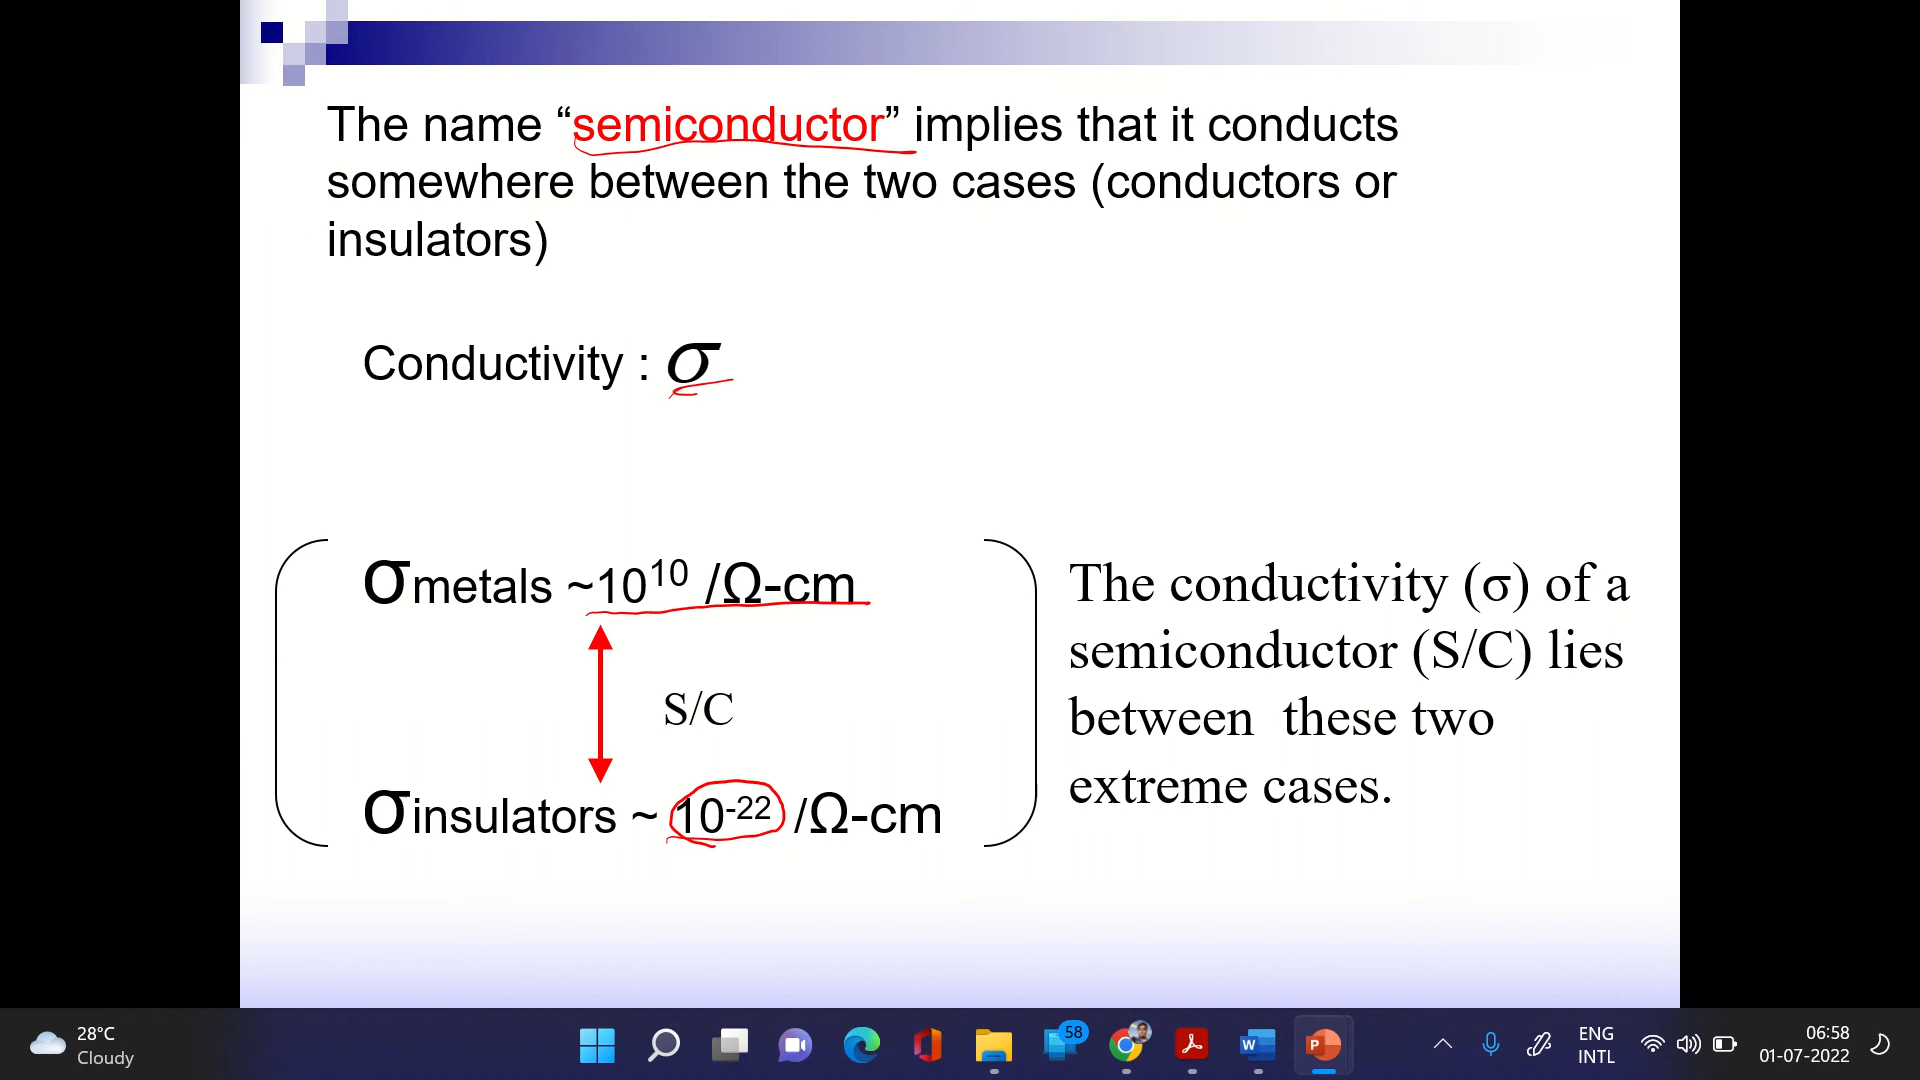 The name “semiconductor” implies that it conducts
somewhere between the two cases (conductors or
insulators)
Conductivity : σ
σmetals ~10¹⁰ /Ω-cm
S/C
σinsulators ~ 10⁻²² /Ω-cm
The conductivity (σ) of a
semiconductor (S/C) lies
between these two
extreme cases.
28°C
Cloudy
58
ENG
INTL
06:58
01-07-2022